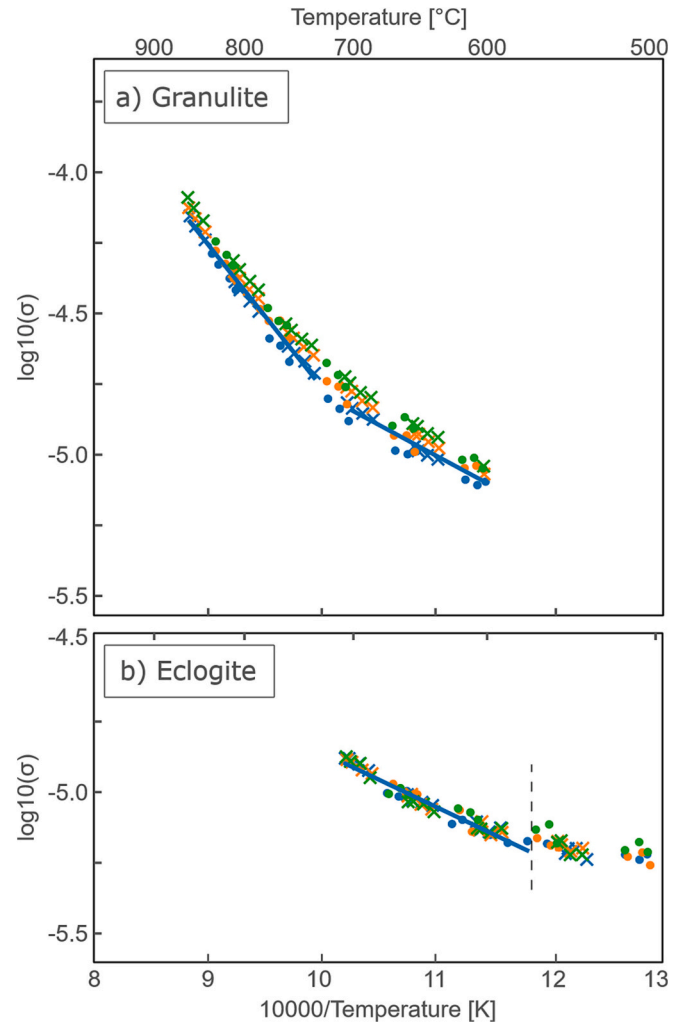 Temperature [°C]
900 800 700 600 500
a) Granulite
-4.0
-4.5
-5.0
-5.5
log10(σ)
-4.5
b) Eclogite
-5.0
-5.5
log10(σ)
8 9 10 11 12 13
10000/Temperature [K]